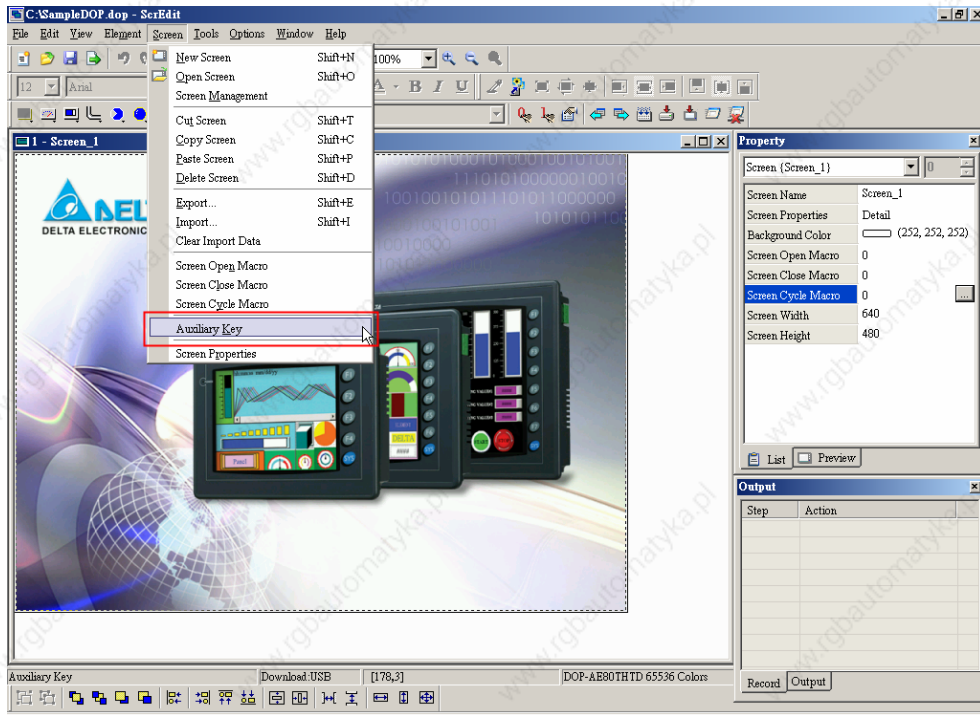 C:\SampleDOP.dop - ScrEdit
File Edit View Element Screen Tools Options Window Help
100%
12 Arial
A B I U
New Screen Shift+N
Open Screen Shift+O
Screen Management
Cut Screen Shift+T
Copy Screen Shift+C
Paste Screen Shift+P
Delete Screen Shift+D
Export... Shift+E
Import... Shift+I
Clear Import Data
Screen Open Macro
Screen Close Macro
Screen Cycle Macro
Auxiliary Key
Screen Properties
1 - Screen_1
DEL
DELTA ELECTRONIC
DELTA
START
Property
Screen {Screen_1} 0
Screen Name Screen_1
Screen Properties Detail
Background Color (252, 252, 252)
Screen Open Macro 0
Screen Close Macro 0
Screen Cycle Macro 0 ...
Screen Width 640
Screen Height 480
List Preview
Output
Step Action
Record Output
Auxiliary Key Download:USB [178,3] DOP-AE80THTD 65536 Colors
www.rgbautomatyka.pl